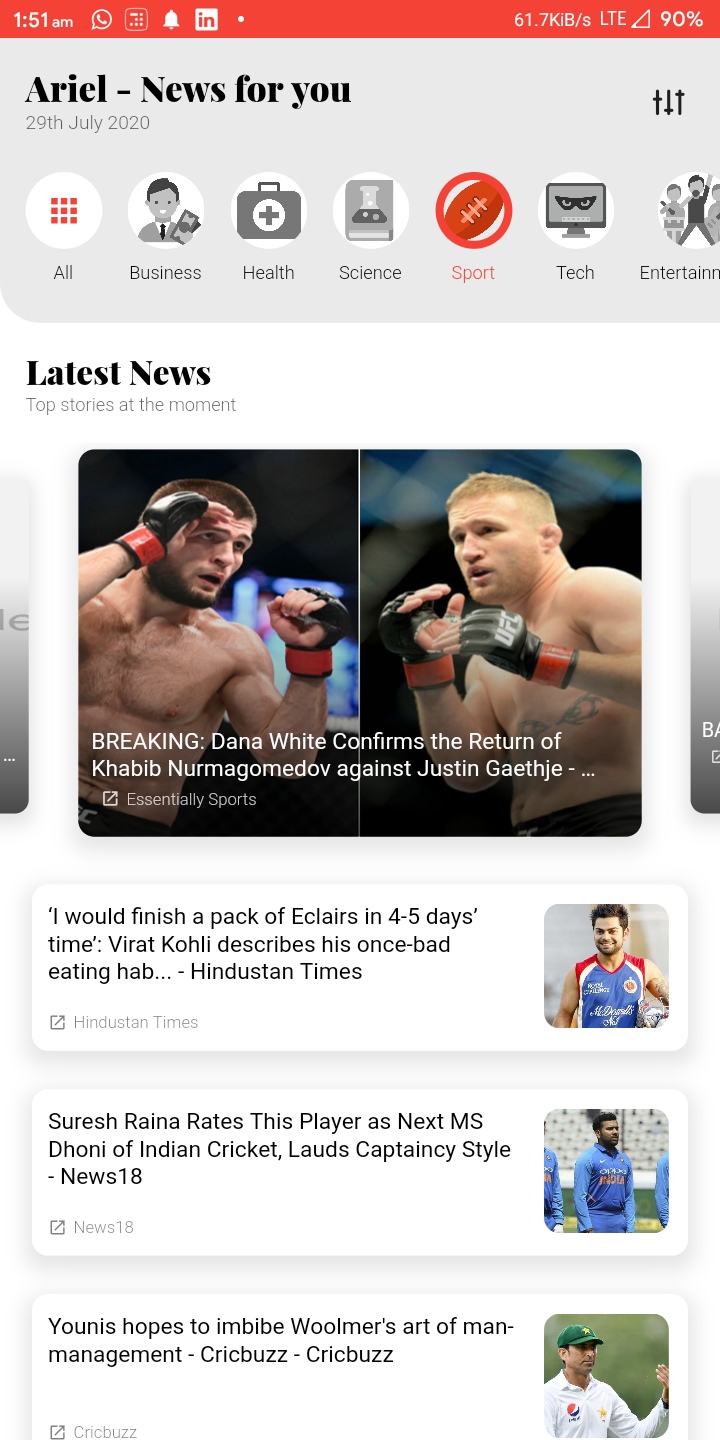 1:51 am
61.7KiB/s LTE 90%
Ariel - News for you
29th July 2020
All
Business
Health
Science
Sport
Tech
Entertainn
Latest News
Top stories at the moment
UFC
BREAKING: Dana White Confirms the Return of
Khabib Nurmagomedov against Justin Gaethje - ...
Essentially Sports
...
BA
‘I would finish a pack of Eclairs in 4-5 days’
time’: Virat Kohli describes his once-bad
eating hab... - Hindustan Times
Hindustan Times
Suresh Raina Rates This Player as Next MS
Dhoni of Indian Cricket, Lauds Captaincy Style
- News18
News18
oppo
INDIA
Younis hopes to imbibe Woolmer's art of man-
management - Cricbuzz - Cricbuzz
Cricbuzz